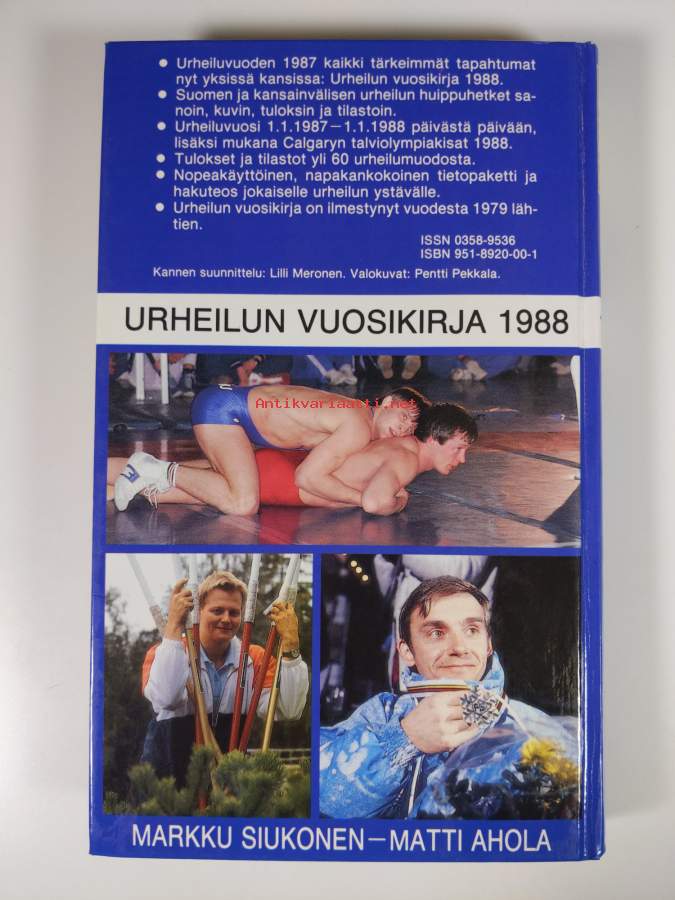 ● Urheiluvuoden 1987 kaikki tärkeimmät tapahtumat
nyt yksissä kansissa: Urheilun vuosikirja 1988.
● Suomen ja kansainvälisen urheilun huippuhetket sa-
noin, kuvin, tuloksin ja tilastoin.
● Urheiluvuosi 1.1.1987–1.1.1988 päivästä päivään,
lisäksi mukana Calgaryn talviolympiakisat 1988.
● Tulokset ja tilastot yli 60 urheilumuodosta.
● Nopeakäyttöinen, napakankokoinen tietopaketti ja
hakuteos jokaiselle urheilun ystävälle.
● Urheilun vuosikirja on ilmestynyt vuodesta 1979 läh-
tien.
ISSN 0358-9536
ISBN 951-8920-00-1
Kannen suunnittelu: Lilli Meronen. Valokuvat: Pentti Pekkala.
URHEILUN VUOSIKIRJA 1988
Antikvariaatti.net
MARKKU SIUKONEN–MATTI AHOLA